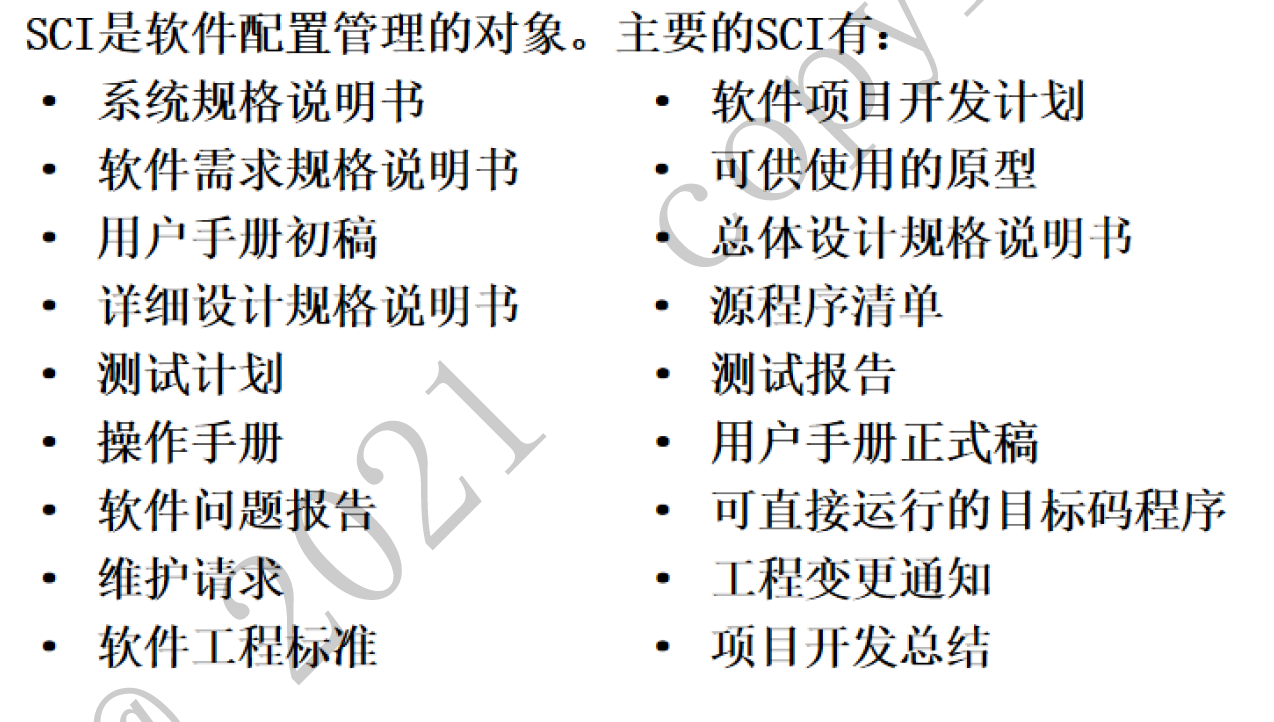 SCI是软件配置管理的对象。主要的SCI有：
• 系统规格说明书 • 软件项目开发计划
• 软件需求规格说明书 • 可供使用的原型
• 用户手册初稿 • 总体设计规格说明书
• 详细设计规格说明书 • 源程序清单
• 测试计划 • 测试报告
• 操作手册 • 用户手册正式稿
• 软件问题报告 • 可直接运行的目标码程序
• 维护请求 • 工程变更通知
• 软件工程标准 • 项目开发总结
@ 2021 copy